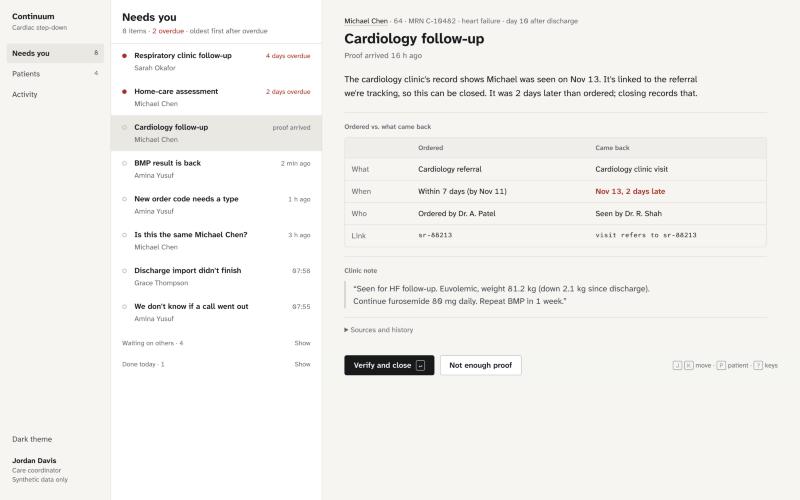 Continuum
Cardiac step-down
Needs you 8
Patients 4
Activity
Dark theme
Jordan Davis
Care coordinator
Synthetic data only
Needs you
8 items · 2 overdue · oldest first after overdue
Respiratory clinic follow-up 4 days overdue
Sarah Okafor
Home-care assessment 2 days overdue
Michael Chen
Cardiology follow-up proof arrived
Michael Chen
BMP result is back 2 min ago
Amina Yusuf
New order code needs a type 1 h ago
Amina Yusuf
Is this the same Michael Chen? 3 h ago
Michael Chen
Discharge import didn't finish 07:58
Grace Thompson
We don't know if a call went out 07:55
Amina Yusuf
Waiting on others · 4 Show
Done today · 1 Show
Michael Chen · 64 · MRN C-10482 · heart failure · day 10 after discharge
Cardiology follow-up
Proof arrived 16 h ago
The cardiology clinic's record shows Michael was seen on Nov 13. It's linked to the referral
we're tracking, so this can be closed. It was 2 days later than ordered; closing records that.
Ordered vs. what came back
Ordered Came back
What Cardiology referral Cardiology clinic visit
When Within 7 days (by Nov 11) Nov 13, 2 days late
Who Ordered by Dr. A. Patel Seen by Dr. R. Shah
Link sr-88213 visit refers to sr-88213
Clinic note
“Seen for HF follow-up. Euvolemic, weight 81.2 kg (down 2.1 kg since discharge).
Continue furosemide 80 mg daily. Repeat BMP in 1 week.”
▶ Sources and history
Verify and close ↵ Not enough proof J K move · P patient · ? keys